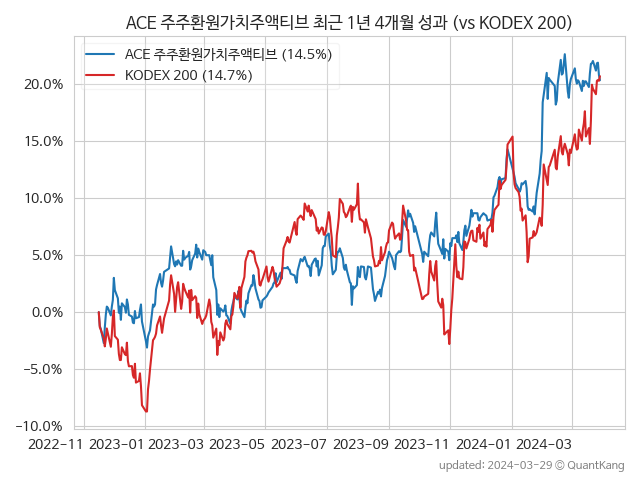 ACE 주주환원가치주액티브 최근 1년 4개월 성과 (vs KODEX 200)
ACE 주주환원가치주액티브 (14.5%)
KODEX 200 (14.7%)
20.0%
15.0%
10.0%
5.0%
0.0%
−5.0%
−10.0%
2022-11 2023-01 2023-03 2023-05 2023-07 2023-09 2023-11 2024-01 2024-03
updated: 2024-03-29 © QuantKang